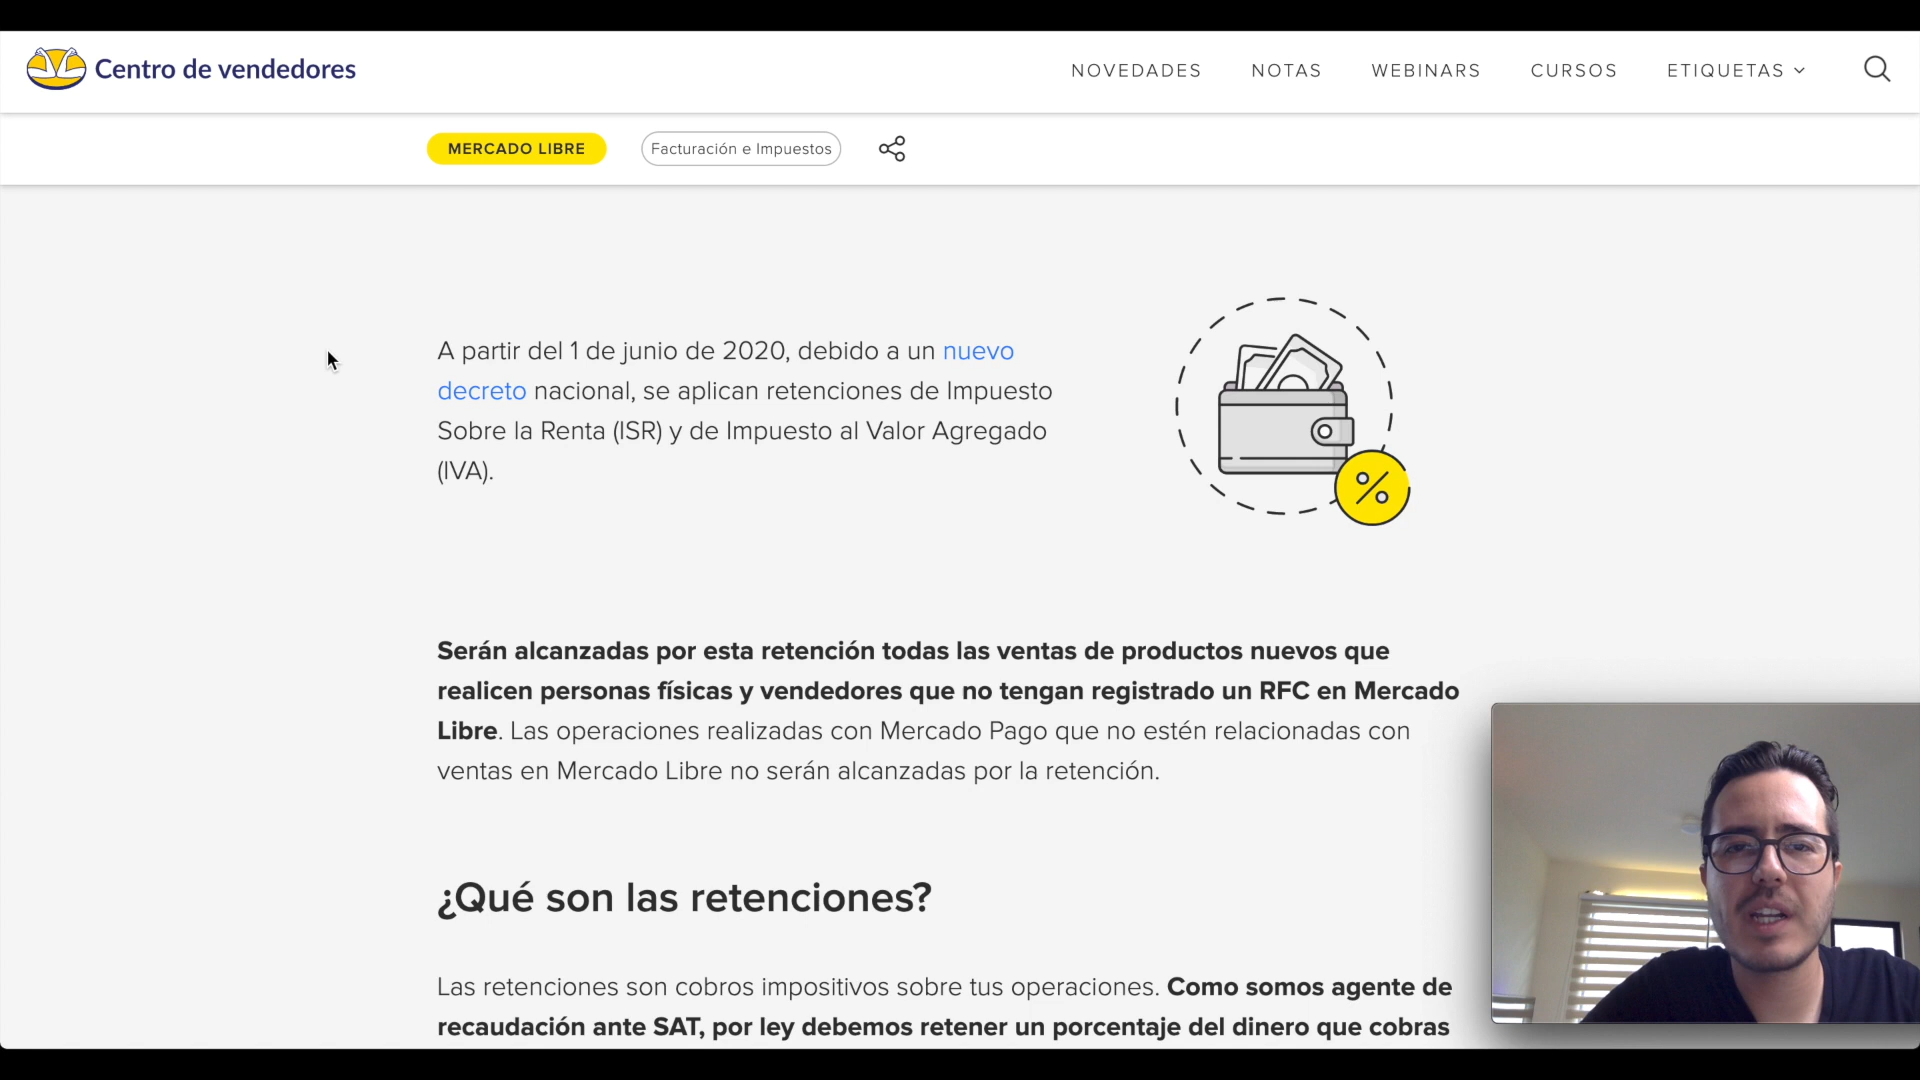 Centro de vendedores
NOVEDADES
NOTAS
WEBINARS
CURSOS
ETIQUETAS
MERCADO LIBRE
Facturación e Impuestos
A partir del 1 de junio de 2020, debido a un nuevo
decreto nacional, se aplican retenciones de Impuesto
Sobre la Renta (ISR) y de Impuesto al Valor Agregado
(IVA).
%
Serán alcanzadas por esta retención todas las ventas de productos nuevos que
realicen personas físicas y vendedores que no tengan registrado un RFC en Mercado
Libre. Las operaciones realizadas con Mercado Pago que no estén relacionadas con
ventas en Mercado Libre no serán alcanzadas por la retención.
¿Qué son las retenciones?
Las retenciones son cobros impositivos sobre tus operaciones. Como somos agente de
recaudación ante SAT, por ley debemos retener un porcentaje del dinero que cobras